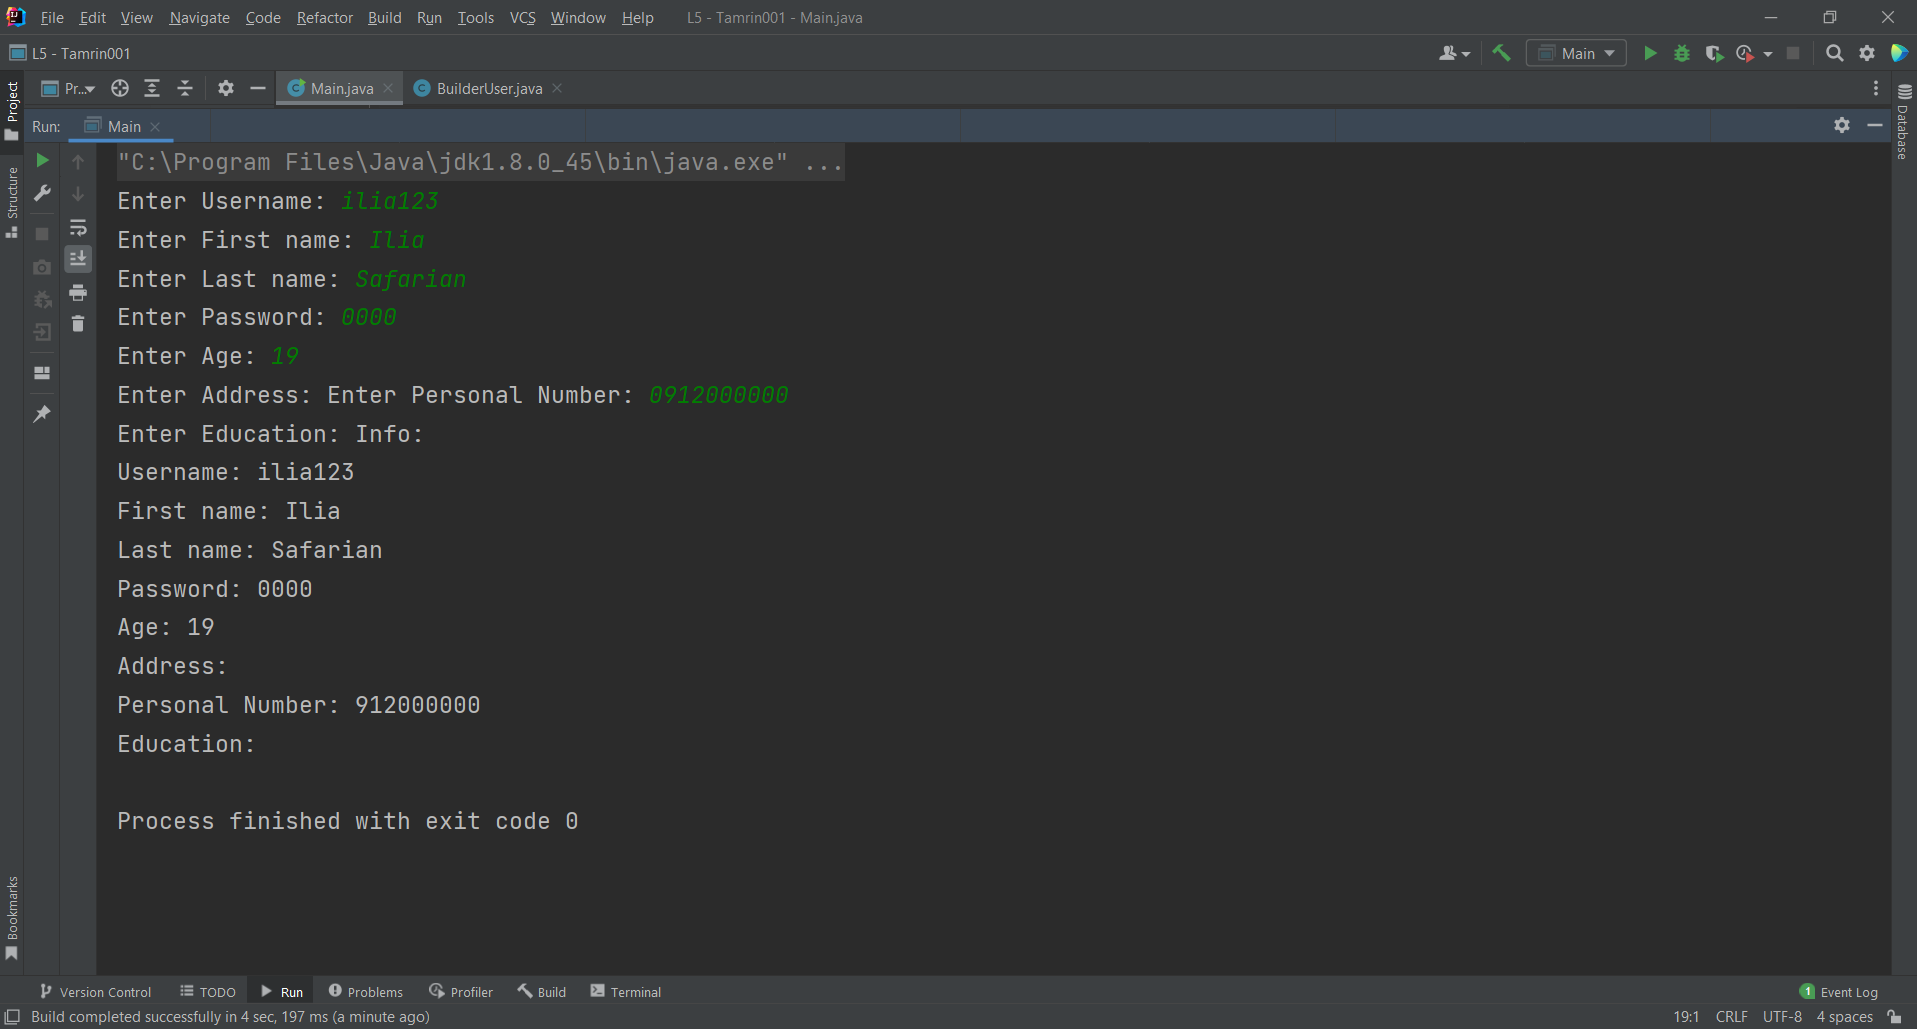 File Edit View Navigate Code Refactor Build Run Tools VCS Window Help L5 - Tamrin001 - Main.java
L5 - Tamrin001 Main
Project Pr... Main.java BuilderUser.java
Run: Main
Database
Structure
"C:\Program Files\Java\jdk1.8.0_45\bin\java.exe" ...
Enter Username: ilia123
Enter First name: Ilia
Enter Last name: Safarian
Enter Password: 0000
Enter Age: 19
Enter Address: Enter Personal Number: 0912000000
Enter Education: Info:
Username: ilia123
First name: Ilia
Last name: Safarian
Password: 0000
Age: 19
Address:
Personal Number: 912000000
Education:
Process finished with exit code 0
Bookmarks
Version Control TODO Run Problems Profiler Build Terminal 1 Event Log
Build completed successfully in 4 sec, 197 ms (a minute ago) 19:1 CRLF UTF-8 4 spaces